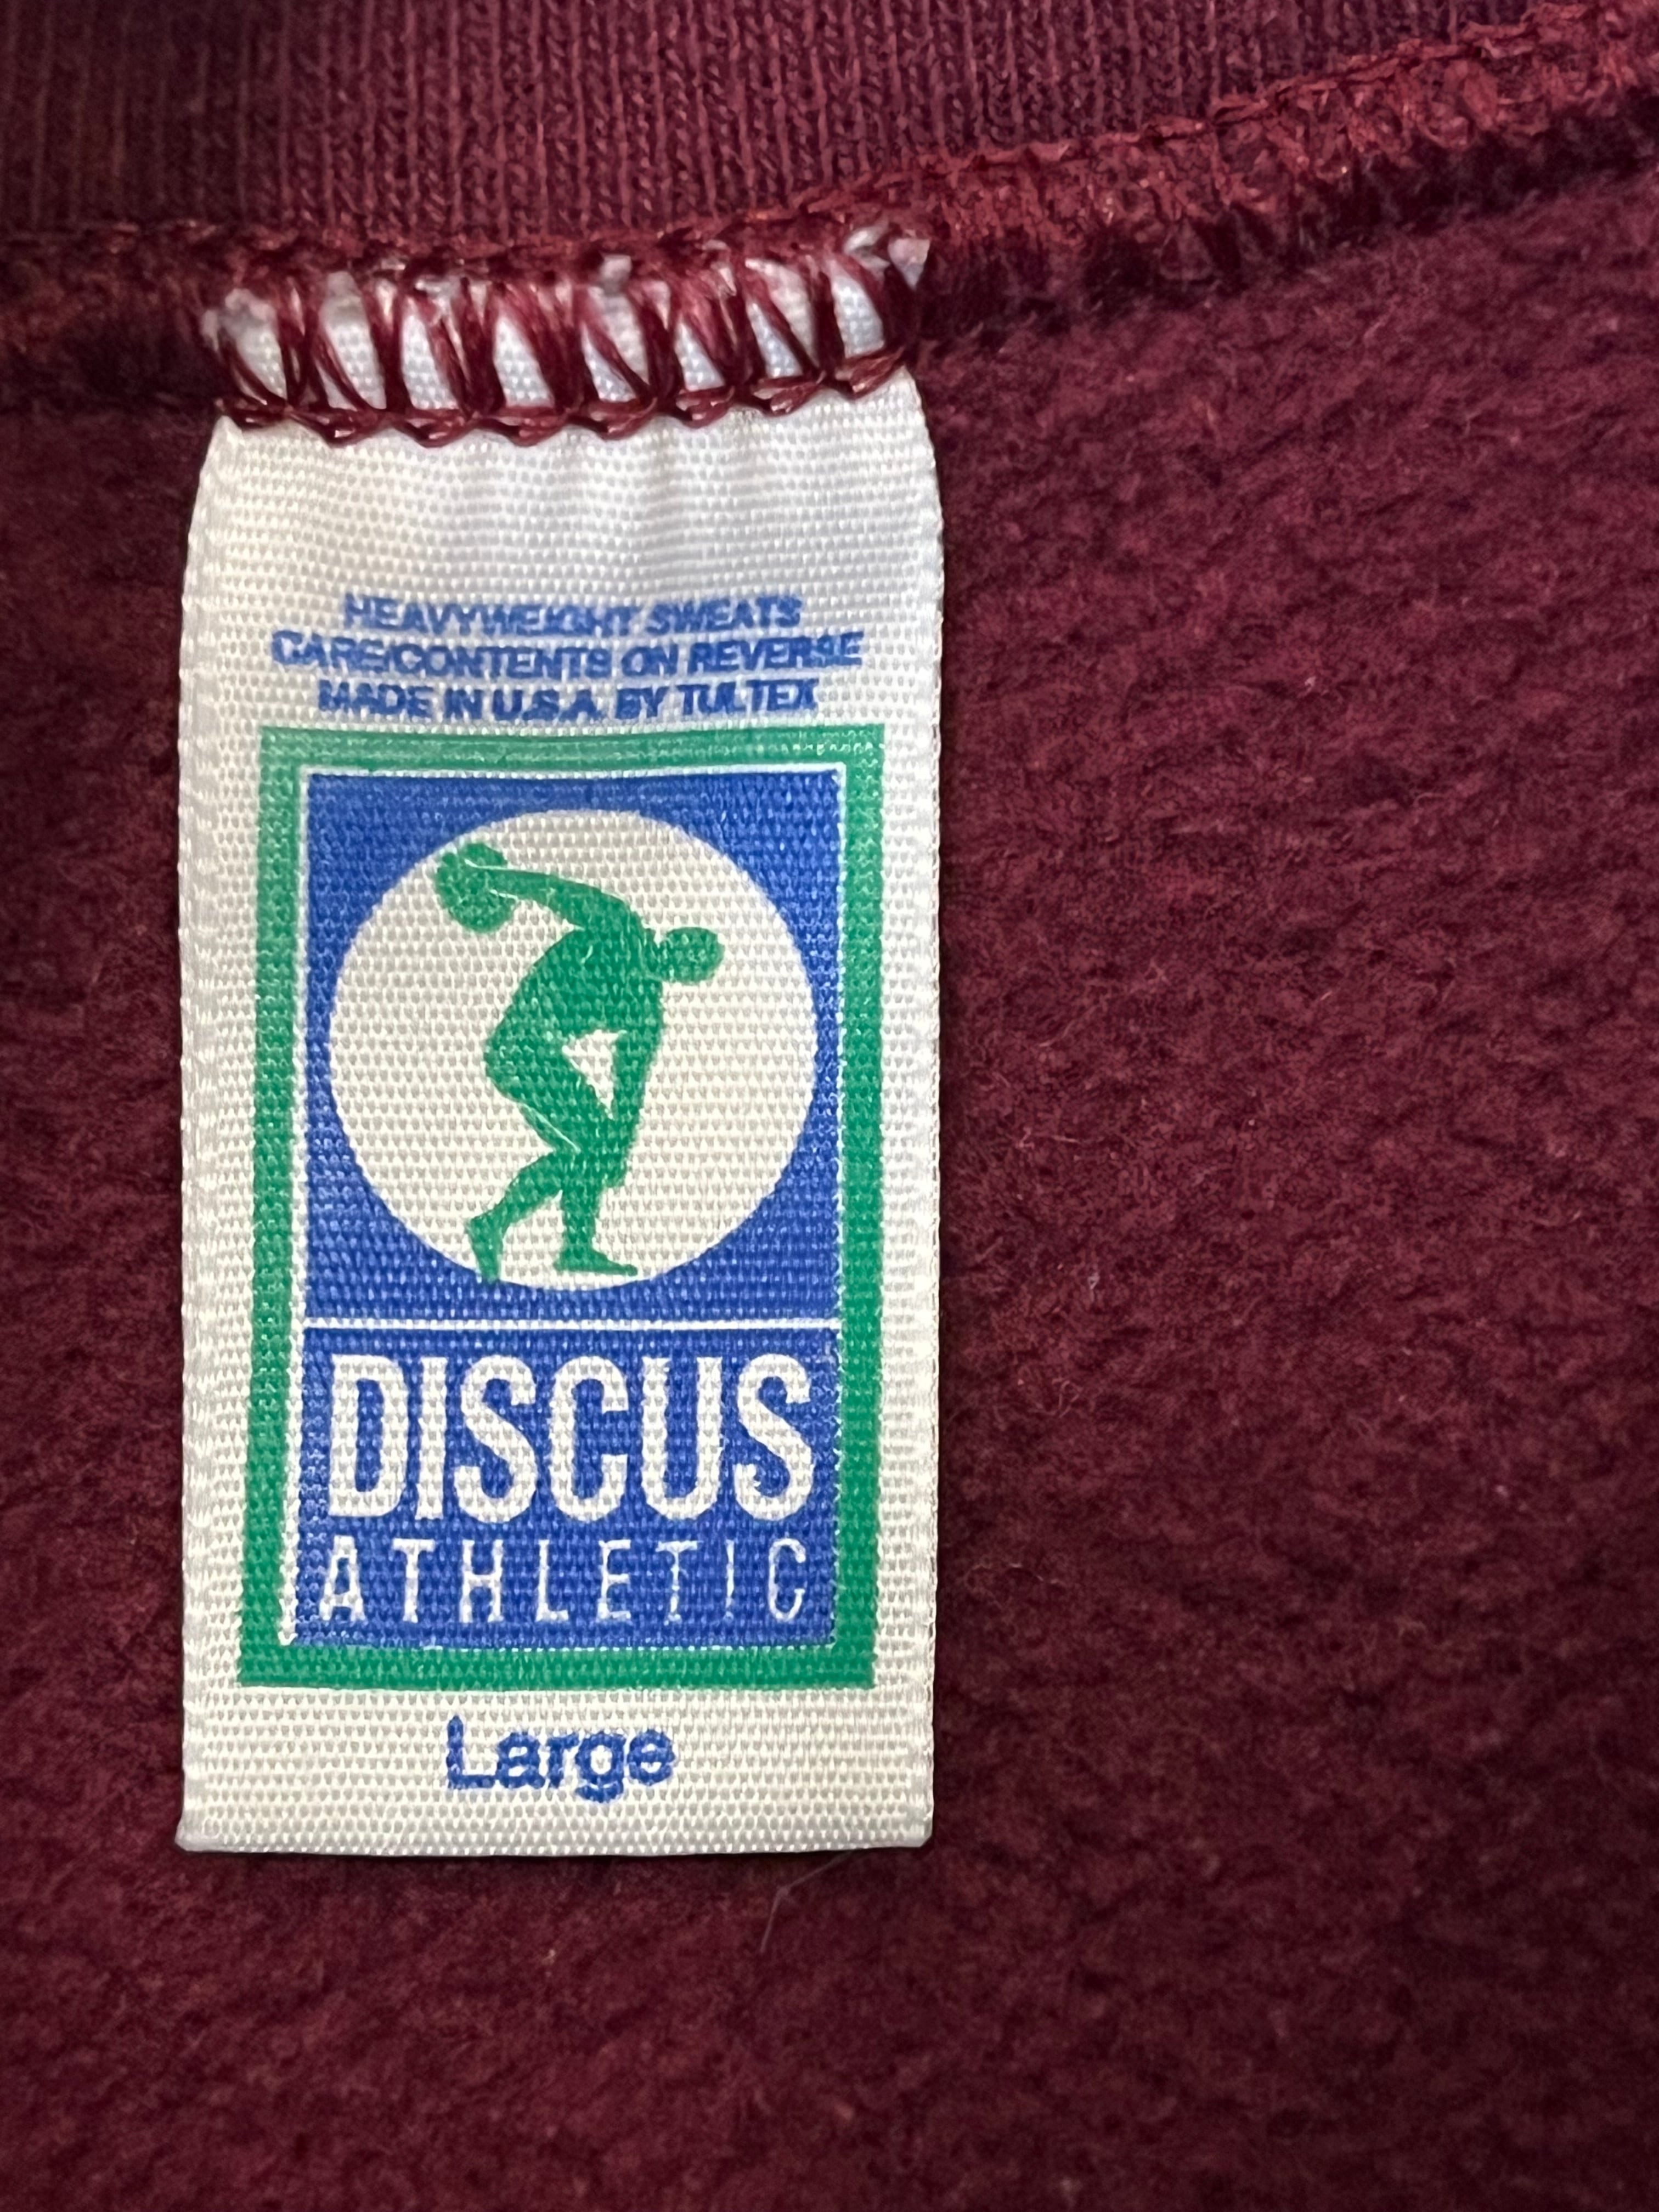 HEAVYWEIGHT SWEATS
CARE/CONTENTS ON REVERSE
MADE IN U.S.A. BY TULTEX
DISCUS
ATHLETIC
Large